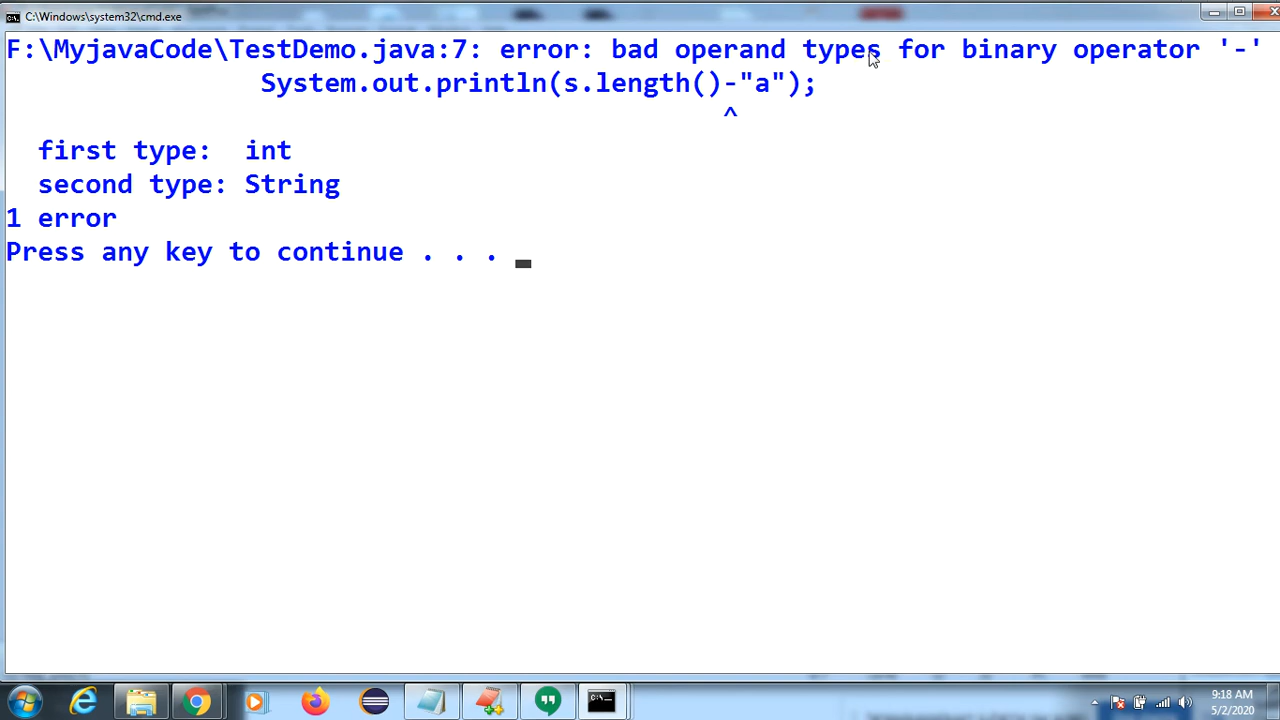 C:\Windows\system32\cmd.exe
F:\MyjavaCode\TestDemo.java:7: error: bad operand types for binary operator '-'
System.out.println(s.length()-"a");
^
first type:  int
second type: String
1 error
Press any key to continue . . .
C:\.
9:18 AM
5/2/2020